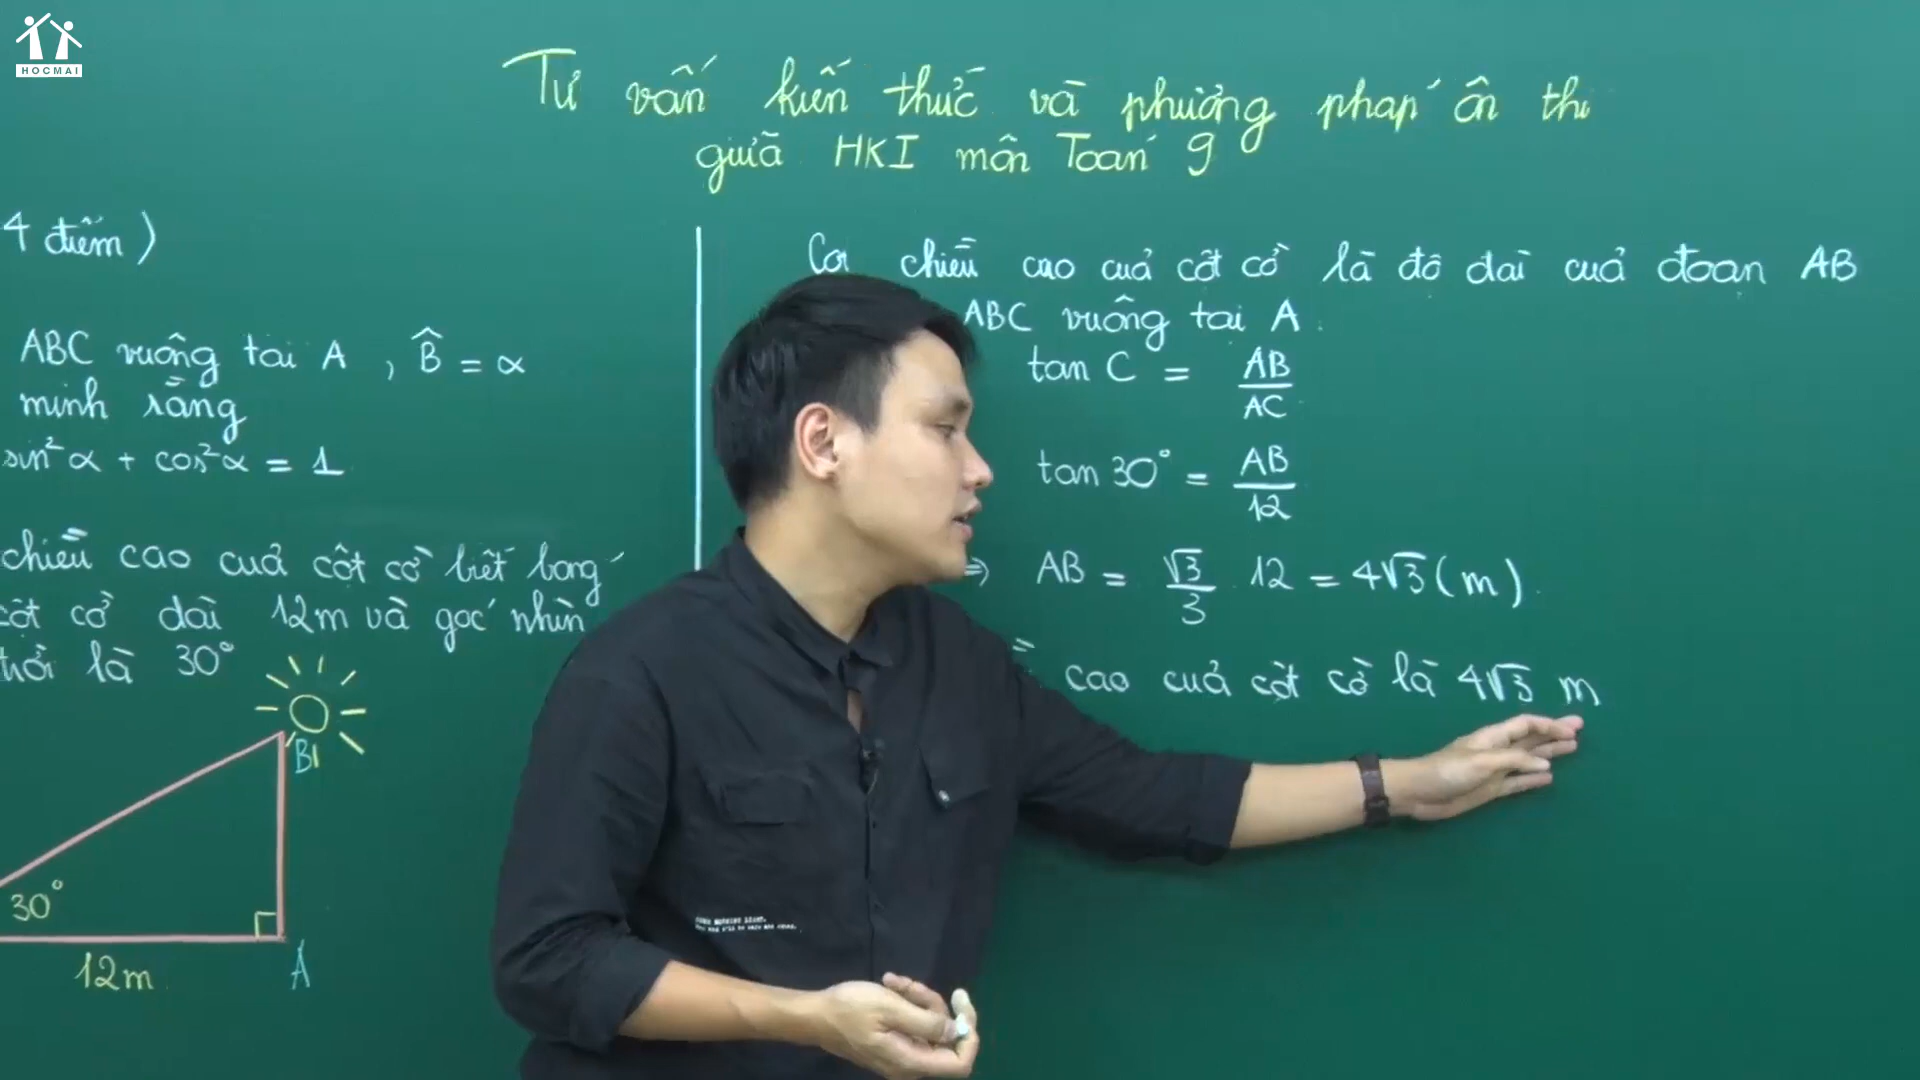 HOCMAI
Tư vấn kiến thức và phương pháp ôn thi
giữa HKI môn Toán 9
4 điểm)
ABC vuông tại A , B̂ = α
minh rằng
sin²α + cos²α = 1
chiều cao của cột cờ biết bóng
cột cờ dài 12m và góc nhìn
trời là 30°
B
30°
12m
A
Gọi chiều cao của cột cờ là độ dài của đoạn AB
ABC vuông tại A.
tan C = AB/AC
tan 30° = AB/12
⇒ AB = √3/3 . 12 = 4√3 (m).
cao của cột cờ là 4√3 m